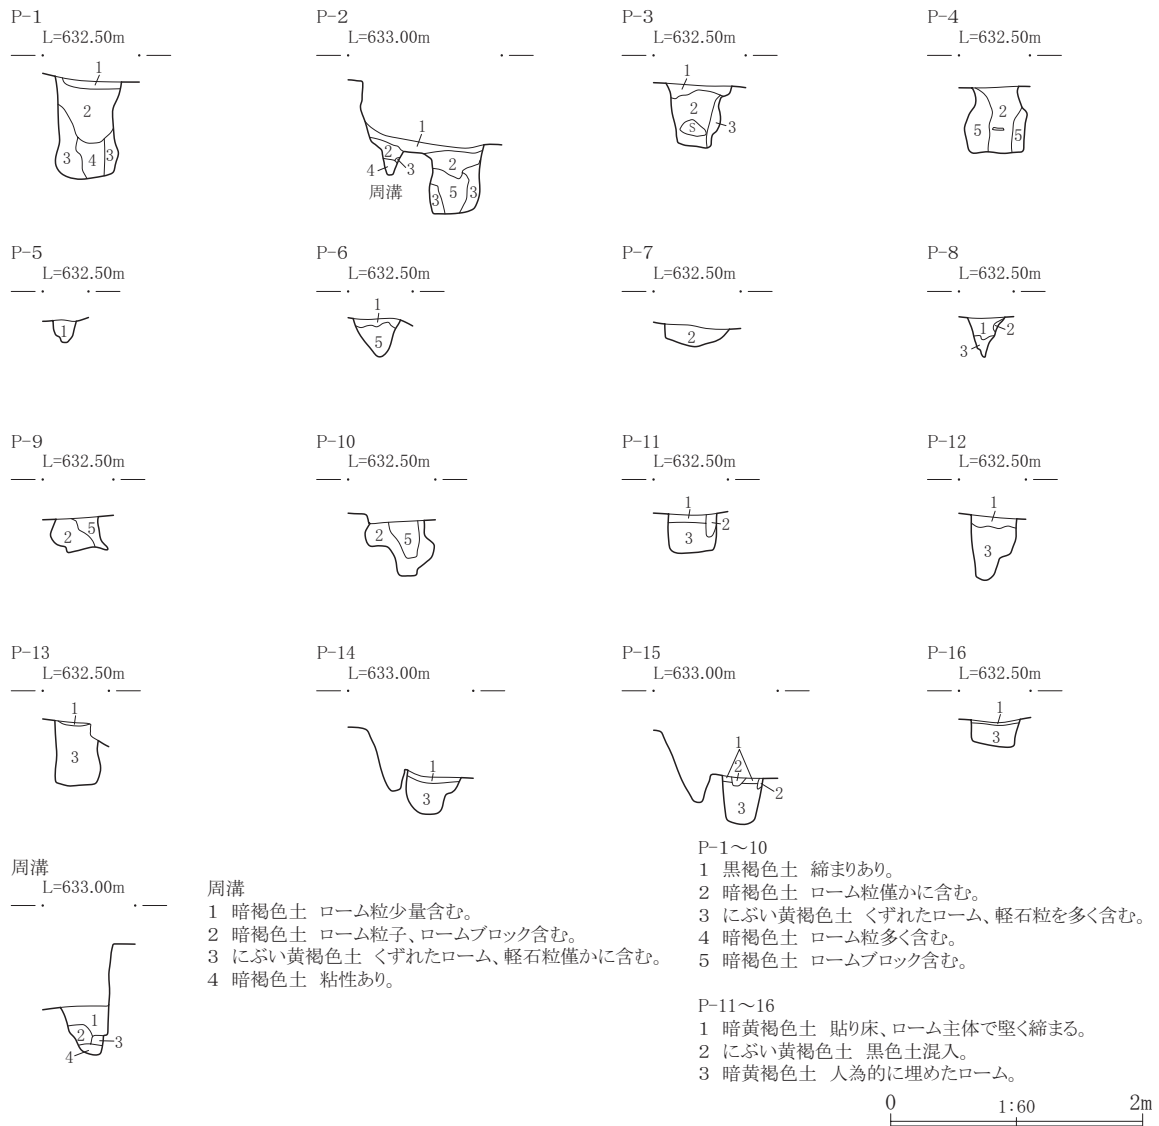 P-1
L=632.50m
1
2
3
4
3
P-2
L=633.00m
1
2
2
4
3
周溝
3
5
3
P-3
L=632.50m
1
2
S
3
P-4
L=632.50m
2
5
5
P-5
L=632.50m
1
P-6
L=632.50m
1
5
P-7
L=632.50m
2
P-8
L=632.50m
1
2
3
P-9
L=632.50m
2
5
P-10
L=632.50m
2
5
P-11
L=632.50m
1
2
3
P-12
L=632.50m
1
3
P-13
L=632.50m
1
3
P-14
L=633.00m
1
3
P-15
L=633.00m
1
2
2
3
P-16
L=632.50m
1
3
周溝
L=633.00m
1
2
3
4
周溝
1 暗褐色土 ローム粒少量含む。
2 暗褐色土 ローム粒子、ロームブロック含む。
3 にぶい黄褐色土 くずれたローム、軽石粒僅かに含む。
4 暗褐色土 粘性あり。
P-1～10
1 黒褐色土 締まりあり。
2 暗褐色土 ローム粒僅かに含む。
3 にぶい黄褐色土 くずれたローム、軽石粒を多く含む。
4 暗褐色土 ローム粒多く含む。
5 暗褐色土 ロームブロック含む。
P-11～16
1 暗黄褐色土 貼り床、ローム主体で堅く締まる。
2 にぶい黄褐色土 黒色土混入。
3 暗黄褐色土 人為的に埋めたローム。
0 1:60 2m